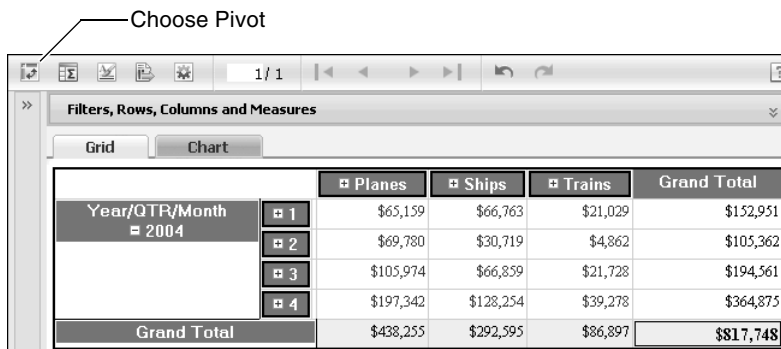 Choose Pivot
1/ 1
Filters, Rows, Columns and Measures
Grid Chart
Planes Ships Trains Grand Total
Year/QTR/Month 1 $65,159 $66,763 $21,029 $152,951
2004 2 $69,780 $30,719 $4,862 $105,362
3 $105,974 $66,859 $21,728 $194,561
4 $197,342 $128,254 $39,278 $364,875
Grand Total $438,255 $292,595 $86,897 $817,748